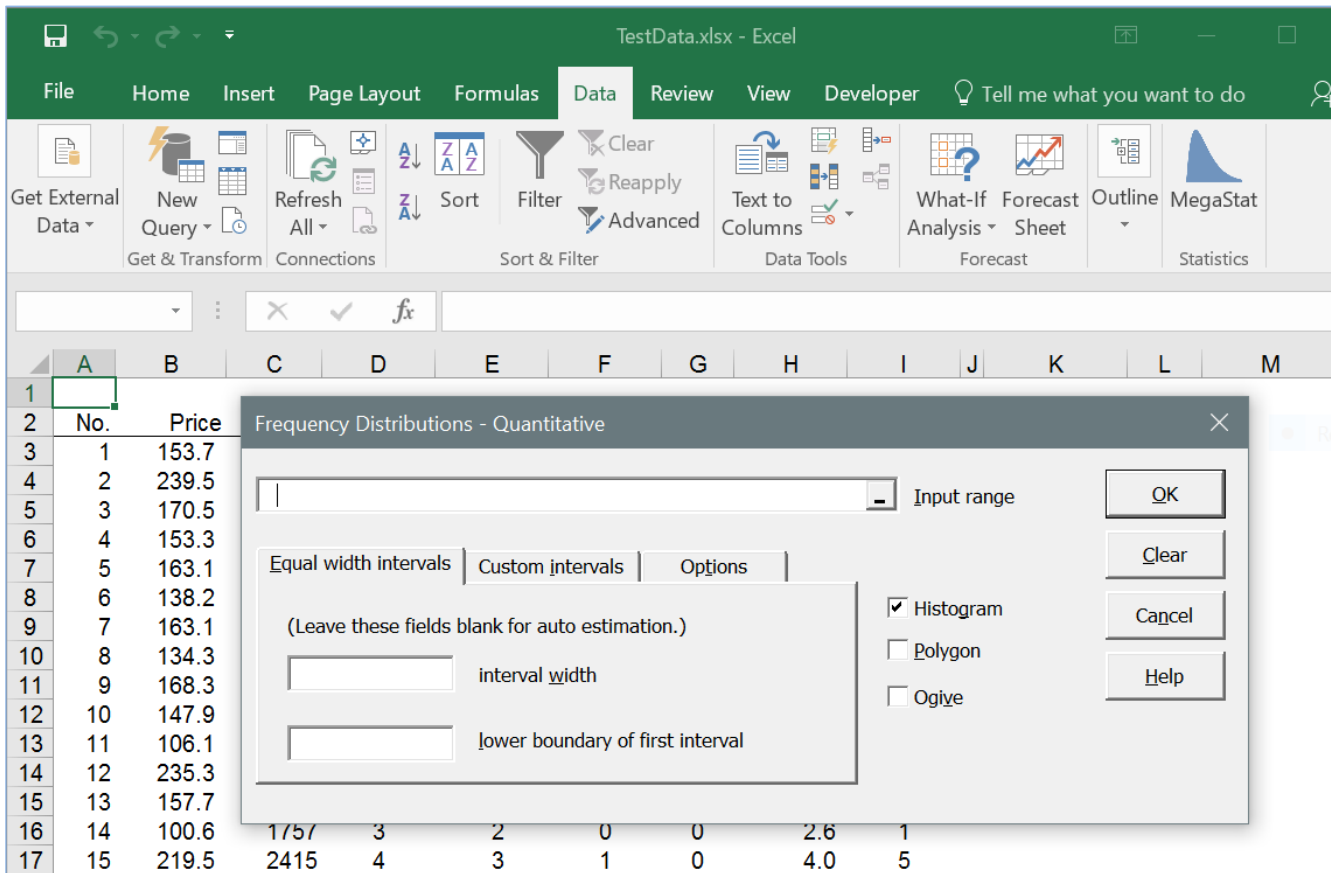 TestData.xlsx - Excel
File Home Insert Page Layout Formulas Data Review View Developer Tell me what you want to do
Clear
Reapply
Advanced
Get External Data
New Query
Refresh All
Sort
Filter
Text to Columns
What-If Analysis
Forecast Sheet
Outline
MegaStat
Get & Transform Connections Sort & Filter Data Tools Forecast Statistics
fx
A B C D E F G H I J K L M
1
2 No. Price
3 1 153.7
4 2 239.5
5 3 170.5
6 4 153.3
7 5 163.1
8 6 138.2
9 7 163.1
10 8 134.3
11 9 168.3
12 10 147.9
13 11 106.1
14 12 235.3
15 13 157.7
16 14 100.6 1757 3 2 0 0 2.6 1
17 15 219.5 2415 4 3 1 0 4.0 5
Frequency Distributions - Quantitative
Input range
OK
Clear
Cancel
Help
Equal width intervals Custom intervals Options
(Leave these fields blank for auto estimation.)
interval width
lower boundary of first interval
Histogram
Polygon
Ogive